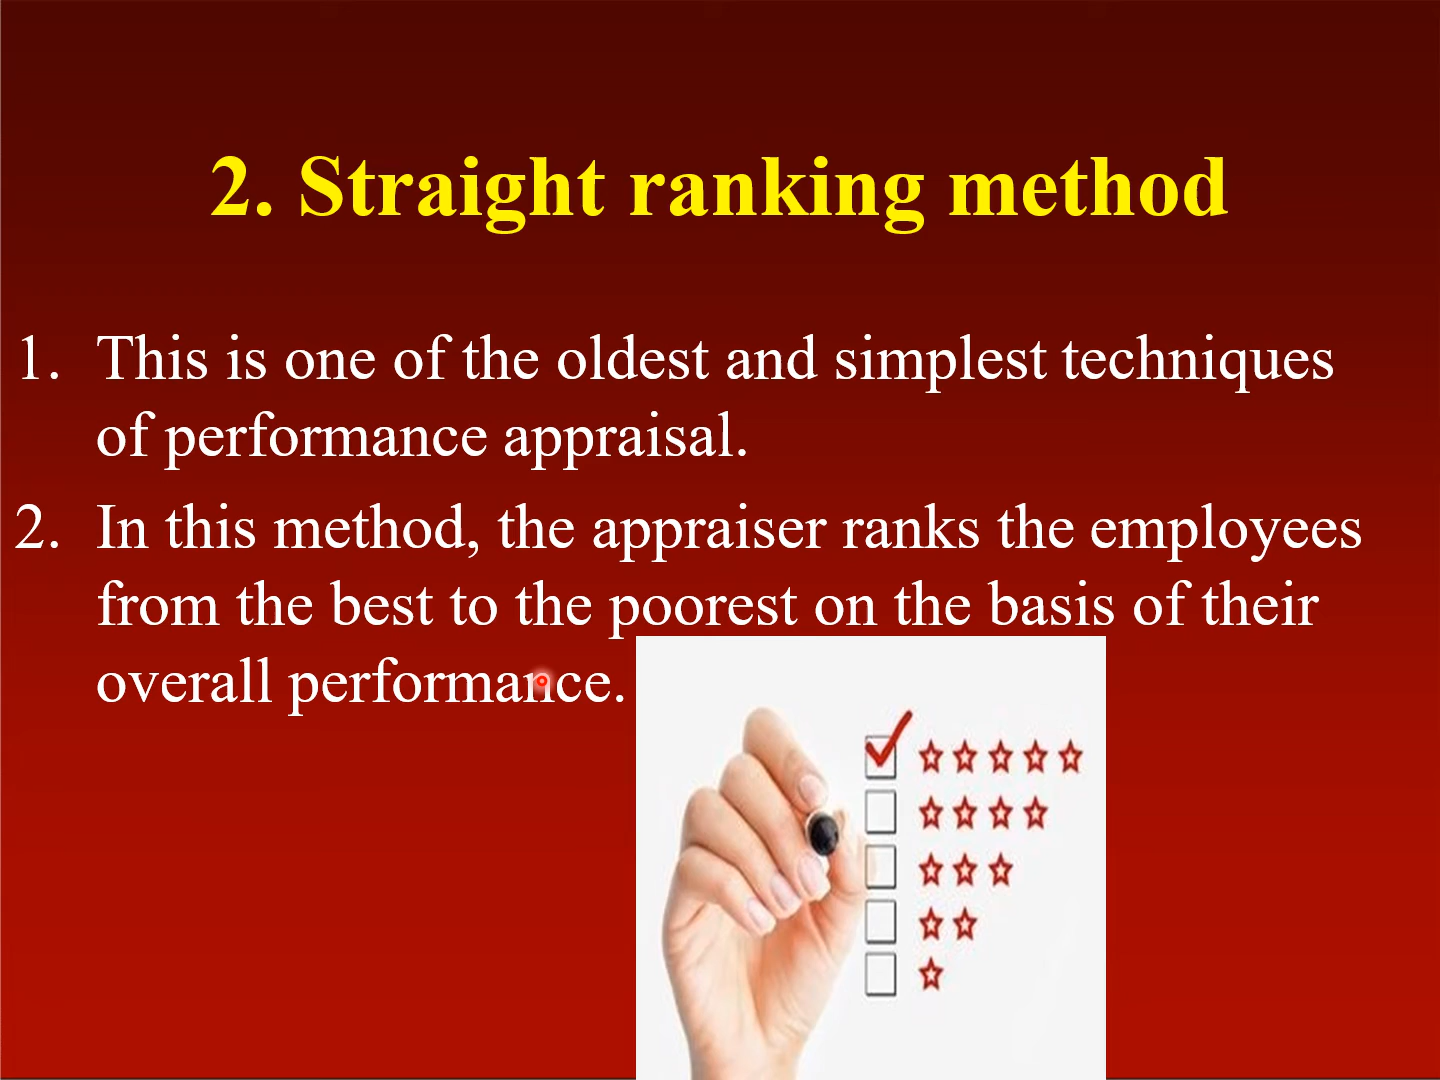 2. Straight ranking method
1. This is one of the oldest and simplest techniques
of performance appraisal.
2. In this method, the appraiser ranks the employees
from the best to the poorest on the basis of their
overall performance.